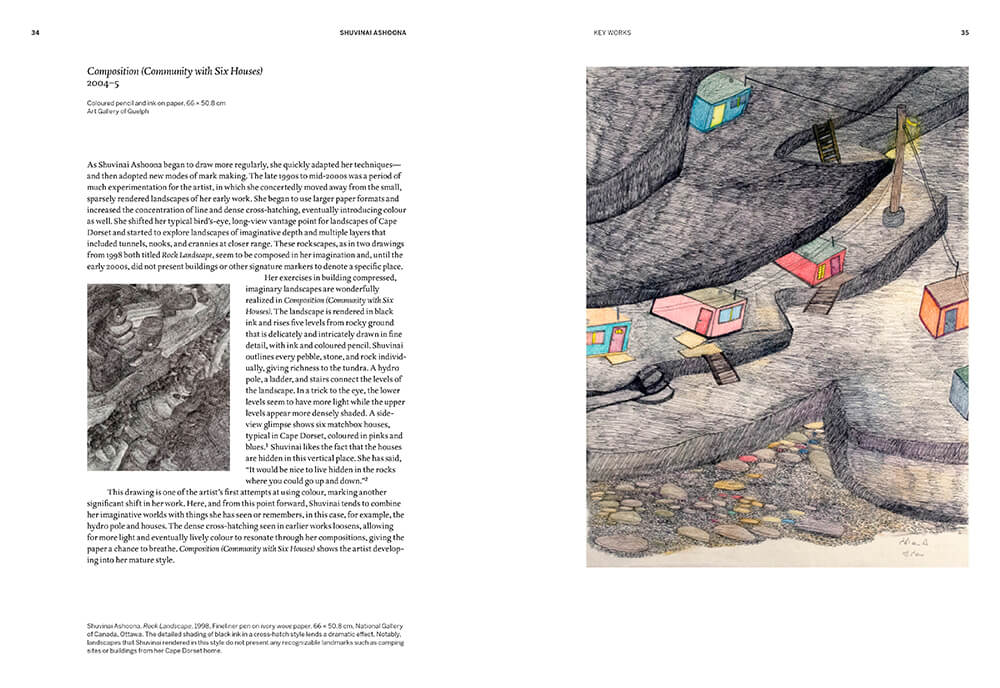 34
SHUVINAI ASHOONA
Composition (Community with Six Houses)
2004–5
Coloured pencil and ink on paper, 66 × 50.8 cm
Art Gallery of Guelph
As Shuvinai Ashoona began to draw more regularly, she quickly adapted her techniques—
and then adopted new modes of mark making. The late 1990s to mid-2000s was a period of
much experimentation for the artist, in which she concertedly moved away from the small,
sparsely rendered landscapes of her early work. She began to use larger paper formats and
increased the concentration of line and dense cross-hatching, eventually introducing colour
as well. She shifted her typical bird’s-eye, long-view vantage point for landscapes of Cape
Dorset and started to explore landscapes of imaginative depth and multiple layers that
included tunnels, nooks, and crannies at closer range. These rockscapes, as in two drawings
from 1998 both titled Rock Landscape, seem to be composed in her imagination and, until the
early 2000s, did not present buildings or other signature markers to denote a specific place.
Her exercises in building compressed,
imaginary landscapes are wonderfully
realized in Composition (Community with Six
Houses). The landscape is rendered in black
ink and rises five levels from rocky ground
that is delicately and intricately drawn in fine
detail, with ink and coloured pencil. Shuvinai
outlines every pebble, stone, and rock individ-
ually, giving richness to the tundra. A hydro
pole, a ladder, and stairs connect the levels of
the landscape. In a trick to the eye, the lower
levels seem to have more light while the upper
levels appear more densely shaded. A side-
view glimpse shows six matchbox houses,
typical in Cape Dorset, coloured in pinks and
blues.¹ Shuvinai likes the fact that the houses
are hidden in this vertical place. She has said,
“It would be nice to live hidden in the rocks
where you could go up and down.”²
This drawing is one of the artist’s first attempts at using colour, marking another
significant shift in her work. Here, and from this point forward, Shuvinai tends to combine
her imaginative worlds with things she has seen or remembers, in this case, for example, the
hydro pole and houses. The dense cross-hatching seen in earlier works loosens, allowing
for more light and eventually lively colour to resonate through her compositions, giving the
paper a chance to breathe. Composition (Community with Six Houses) shows the artist develop-
ing into her mature style.
Shuvinai Ashoona, Rock Landscape, 1998, Fineliner pen on ivory wove paper, 66 × 50.8 cm, National Gallery
of Canada, Ottawa. The detailed shading of black ink in a cross-hatch style lends a dramatic effect. Notably,
landscapes that Shuvinai rendered in this style do not present any recognizable landmarks such as camping
sites or buildings from her Cape Dorset home.
KEY WORKS
35